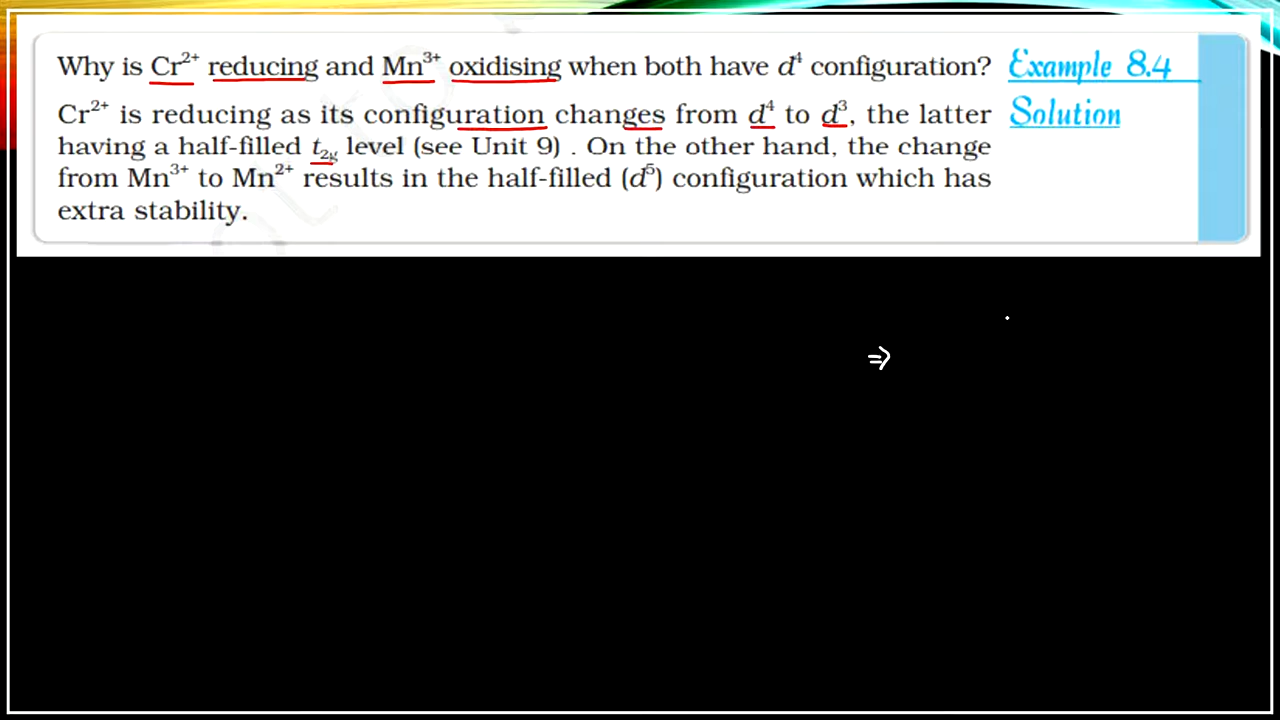 Why is Cr²⁺ reducing and Mn³⁺ oxidising when both have d⁴ configuration? Example 8.4
Cr²⁺ is reducing as its configuration changes from d⁴ to d³, the latter Solution
having a half-filled t₂g level (see Unit 9) . On the other hand, the change
from Mn³⁺ to Mn²⁺ results in the half-filled (d⁵) configuration which has
extra stability.
⇒